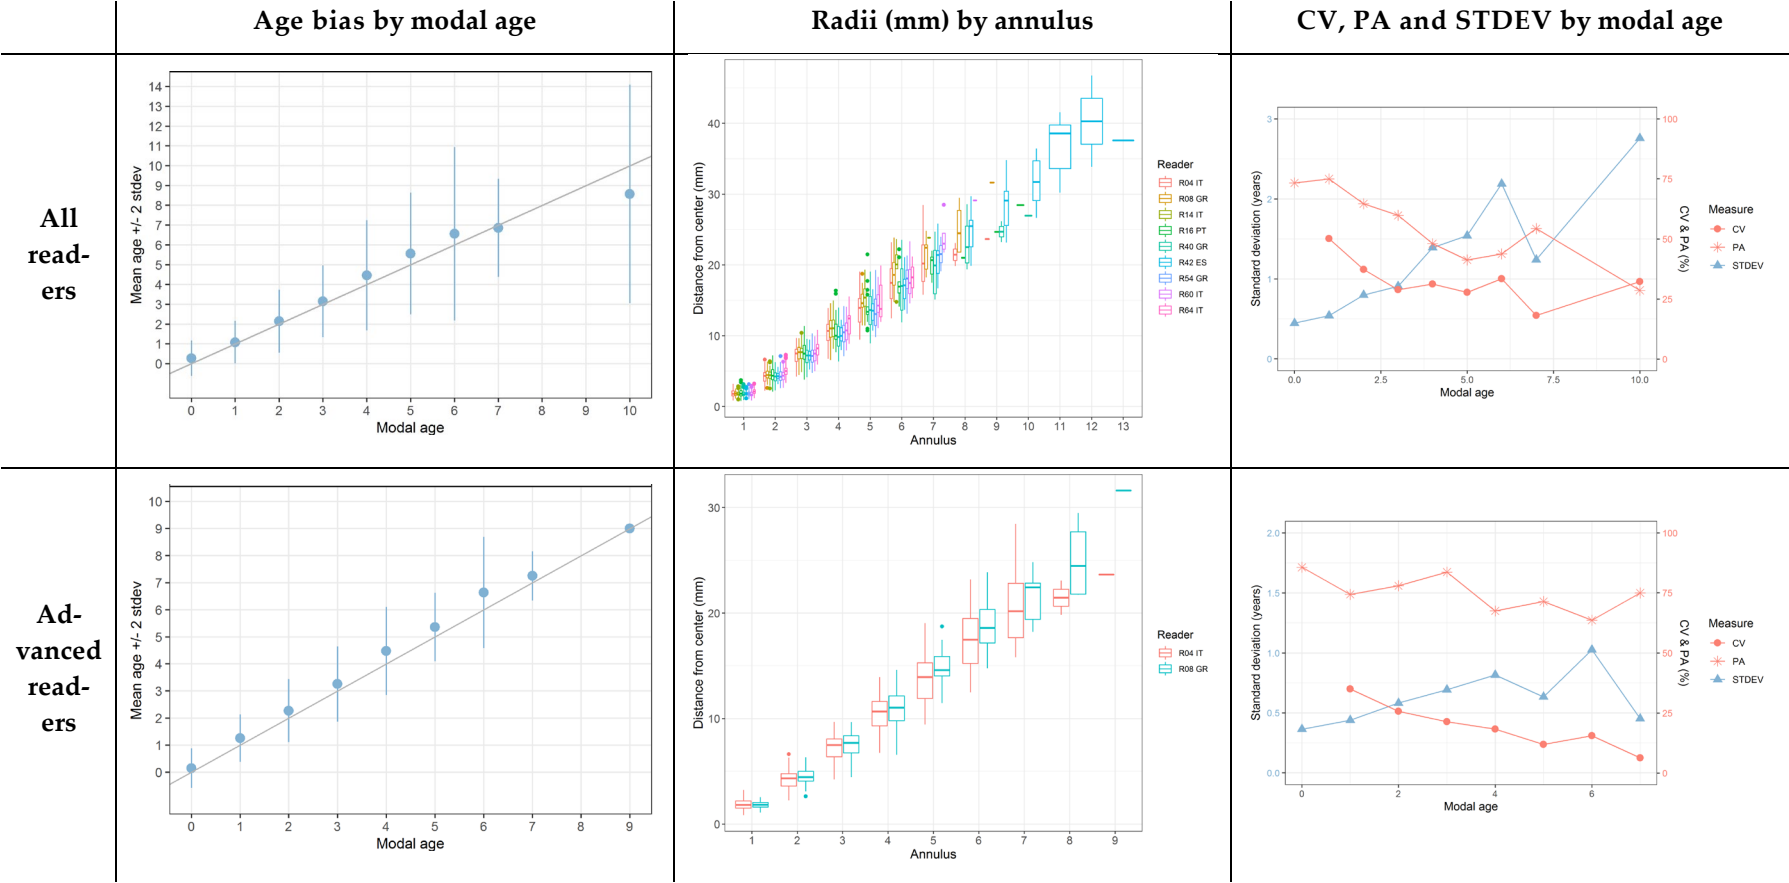 Age bias by modal age
Radii (mm) by annulus
CV, PA and STDEV by modal age
All
read-
ers
Mean age +/- 2 stdev
14
13
12
11
10
9
8
7
6
5
4
3
2
1
0
0 1 2 3 4 5 6 7 8 9 10
Modal age
Distance from center (mm)
40
30
20
10
0
1 2 3 4 5 6 7 8 9 10 11 12 13
Annulus
Reader
R04 IT
R08 GR
R14 IT
R16 PT
R40 GR
R42 ES
R54 GR
R60 IT
R64 IT
Standard deviation (years)
3
2
1
0
0.0 2.5 5.0 7.5 10.0
Modal age
100
75
50
25
0
CV & PA (%)
Measure
CV
PA
STDEV
Ad-
vanced
read-
ers
Mean age +/- 2 stdev
10
9
8
7
6
5
4
3
2
1
0
0 1 2 3 4 5 6 7 8 9
Modal age
Distance from center (mm)
30
20
10
0
1 2 3 4 5 6 7 8 9
Annulus
Reader
R04 IT
R08 GR
Standard deviation (years)
2.0
1.5
1.0
0.5
0.0
0 2 4 6
Modal age
100
75
50
25
0
CV & PA (%)
Measure
CV
PA
STDEV